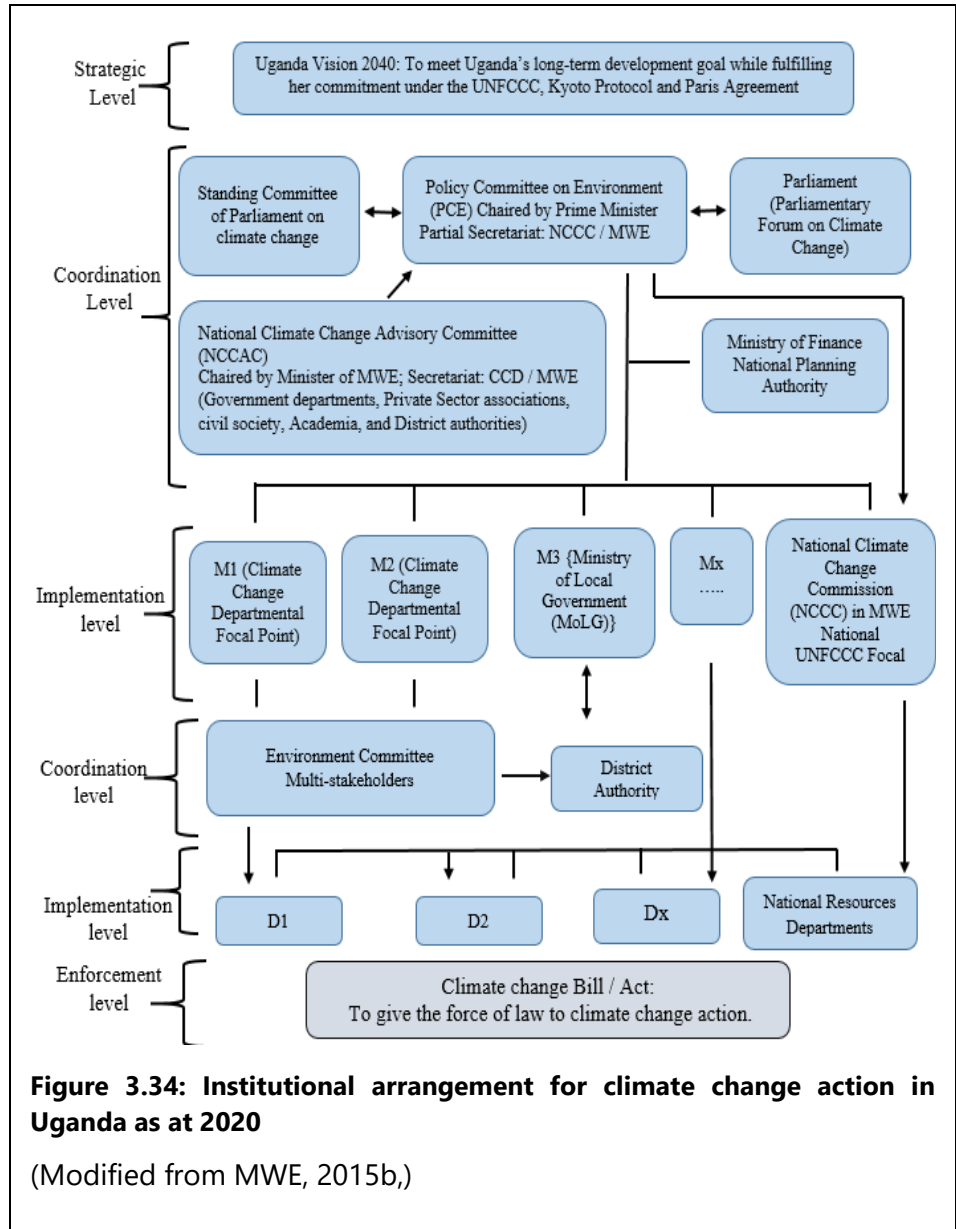 Strategic
Level
Uganda Vision 2040: To meet Uganda's long-term development goal while fulfilling
her commitment under the UNFCCC, Kyoto Protocol and Paris Agreement
Coordination
Level
Standing Committee
of Parliament on
climate change
Policy Committee on Environment
(PCE) Chaired by Prime Minister
Partial Secretariat: NCCC / MWE
Parliament
(Parliamentary
Forum on Climate
Change)
National Climate Change Advisory Committee
(NCCAC)
Chaired by Minister of MWE; Secretariat: CCD / MWE
(Government departments, Private Sector associations,
civil society, Academia, and District authorities)
Ministry of Finance
National Planning
Authority
Implementation
level
M1 (Climate
Change
Departmental
Focal Point)
M2 (Climate
Change
Departmental
Focal Point)
M3 {Ministry
of Local
Government
(MoLG)}
Mx
…..
National Climate
Change
Commission
(NCCC) in MWE
National
UNFCCC Focal
Coordination
level
Environment Committee
Multi-stakeholders
District
Authority
Implementation
level
D1
D2
Dx
National Resources
Departments
Enforcement
level
Climate change Bill / Act:
To give the force of law to climate change action.
Figure 3.34: Institutional arrangement for climate change action in
Uganda as at 2020
(Modified from MWE, 2015b,)